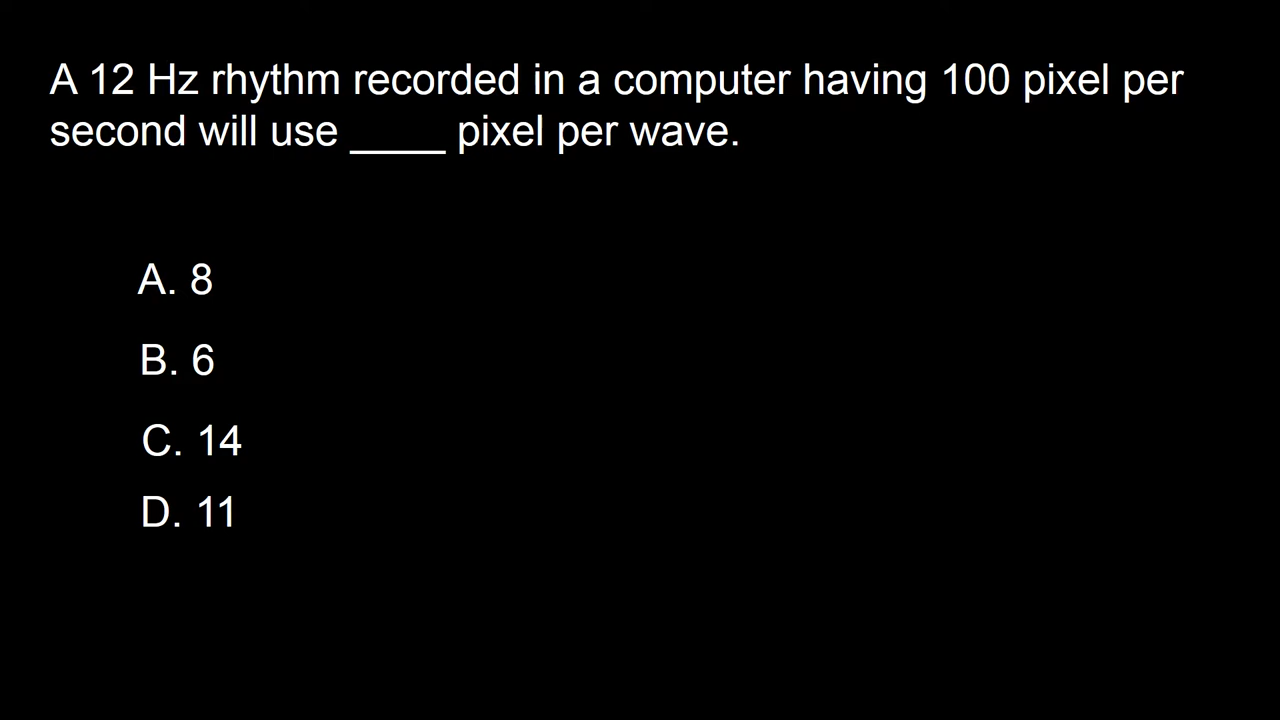 A 12 Hz rhythm recorded in a computer having 100 pixel per
second will use ____ pixel per wave.
A. 8
B. 6
C. 14
D. 11